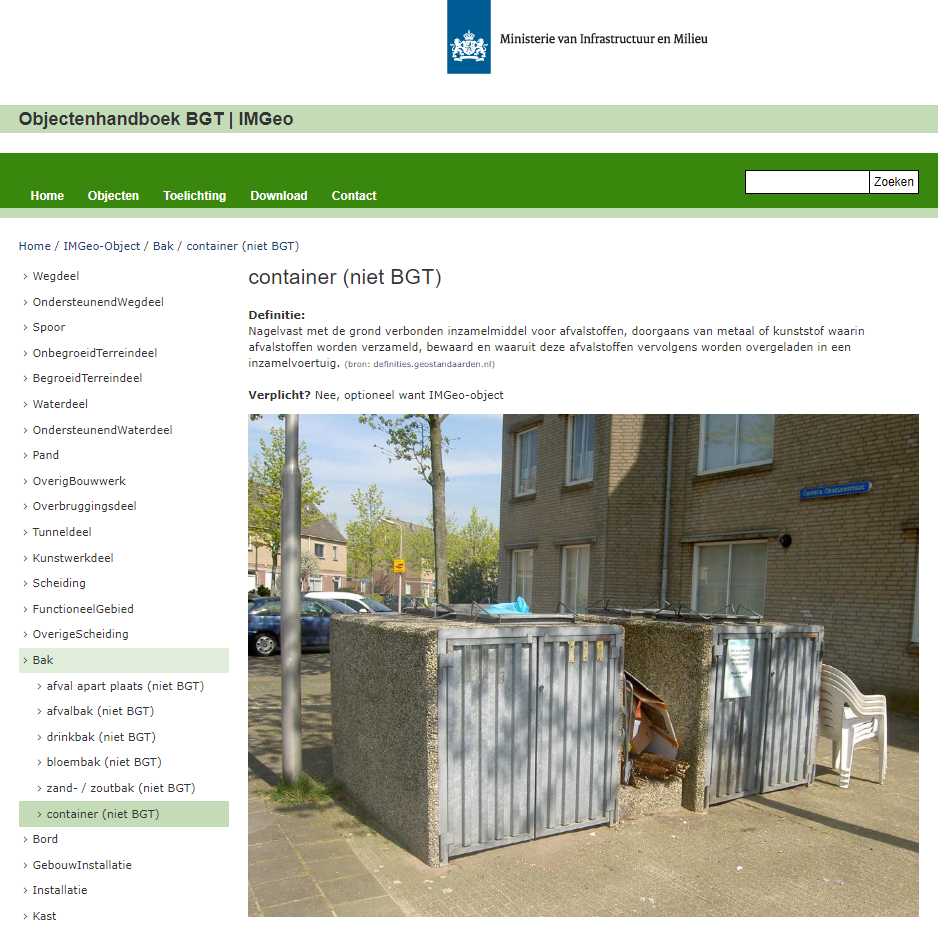 Ministerie van Infrastructuur en Milieu
Objectenhandboek BGT | IMGeo
Home Objecten Toelichting Download Contact
Zoeken
Home / IMGeo-Object / Bak / container (niet BGT)
› Wegdeel
› OndersteunendWegdeel
› Spoor
› OnbegroeidTerreindeel
› BegroeidTerreindeel
› Waterdeel
› OndersteunendWaterdeel
› Pand
› OverigBouwwerk
› Overbruggingsdeel
› Tunneldeel
› Kunstwerkdeel
› Scheiding
› FunctioneelGebied
› OverigeScheiding
› Bak
› afval apart plaats (niet BGT)
› afvalbak (niet BGT)
› drinkbak (niet BGT)
› bloembak (niet BGT)
› zand- / zoutbak (niet BGT)
› container (niet BGT)
› Bord
› GebouwInstallatie
› Installatie
› Kast
container (niet BGT)
Definitie:
Nagelvast met de grond verbonden inzamelmiddel voor afvalstoffen, doorgaans van metaal of kunststof waarin
afvalstoffen worden verzameld, bewaard en waaruit deze afvalstoffen vervolgens worden overgeladen in een
inzamelvoertuig. (bron: definities.geostandaarden.nl)
Verplicht? Nee, optioneel want IMGeo-object
Camera Obscurastraat